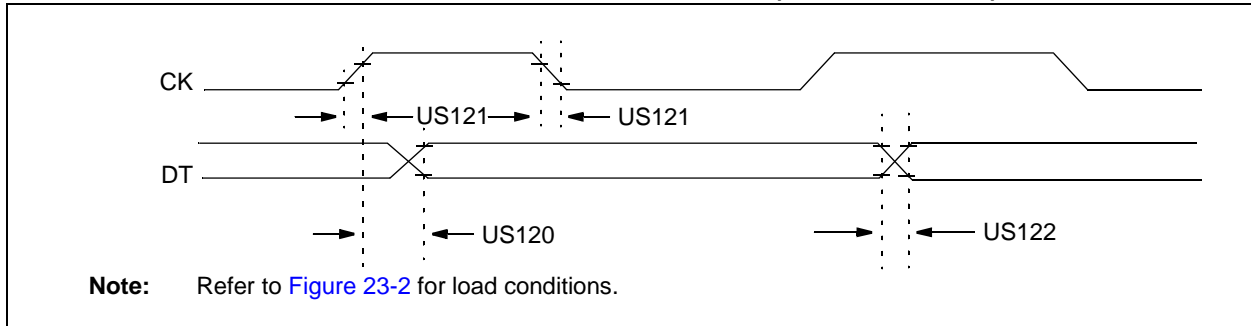 CK
US121
US121
DT
US120
US122
Note: Refer to Figure 23-2 for load conditions.